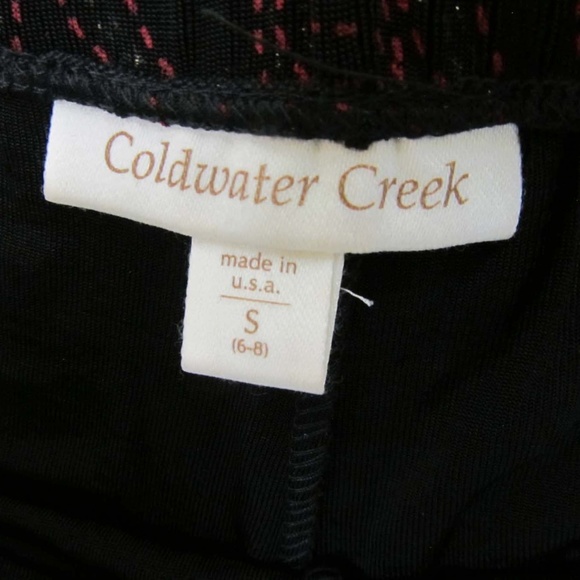 Coldwater Creek
made in
u.s.a.
S
(6-8)